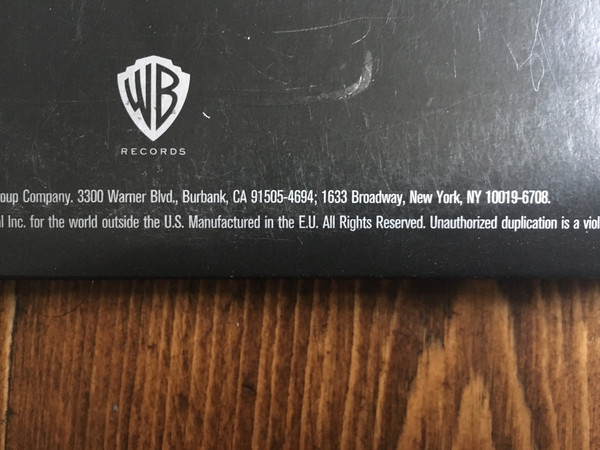 WB
RECORDS
oup Company. 3300 Warner Blvd., Burbank, CA 91505-4694; 1633 Broadway, New York, NY 10019-6708.
l Inc. for the world outside the U.S. Manufactured in the E.U. All Rights Reserved. Unauthorized duplication is a viol